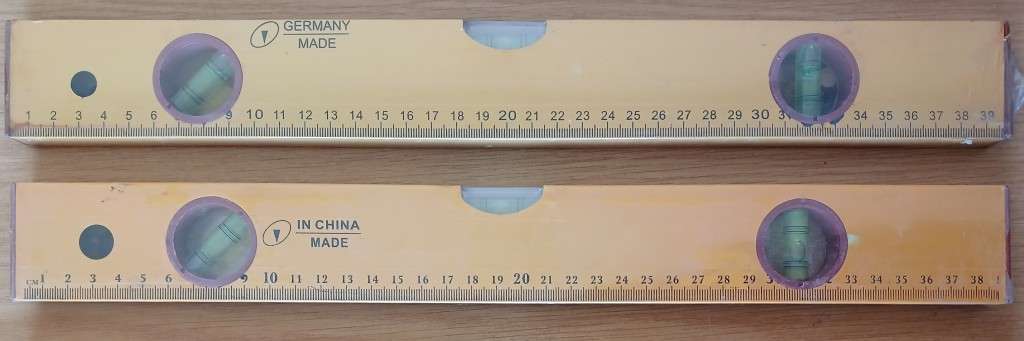 GERMANY
MADE
1 2 3 4 5 6 9 10 11 12 13 14 15 16 17 18 19 20 21 22 23 24 25 26 27 28 29 30 34 35 36 37 38 39
IN CHINA
MADE
CM 1 2 3 4 5 6 9 10 11 12 13 14 15 16 17 18 19 20 21 22 23 24 25 26 27 28 29 33 34 35 36 37 38